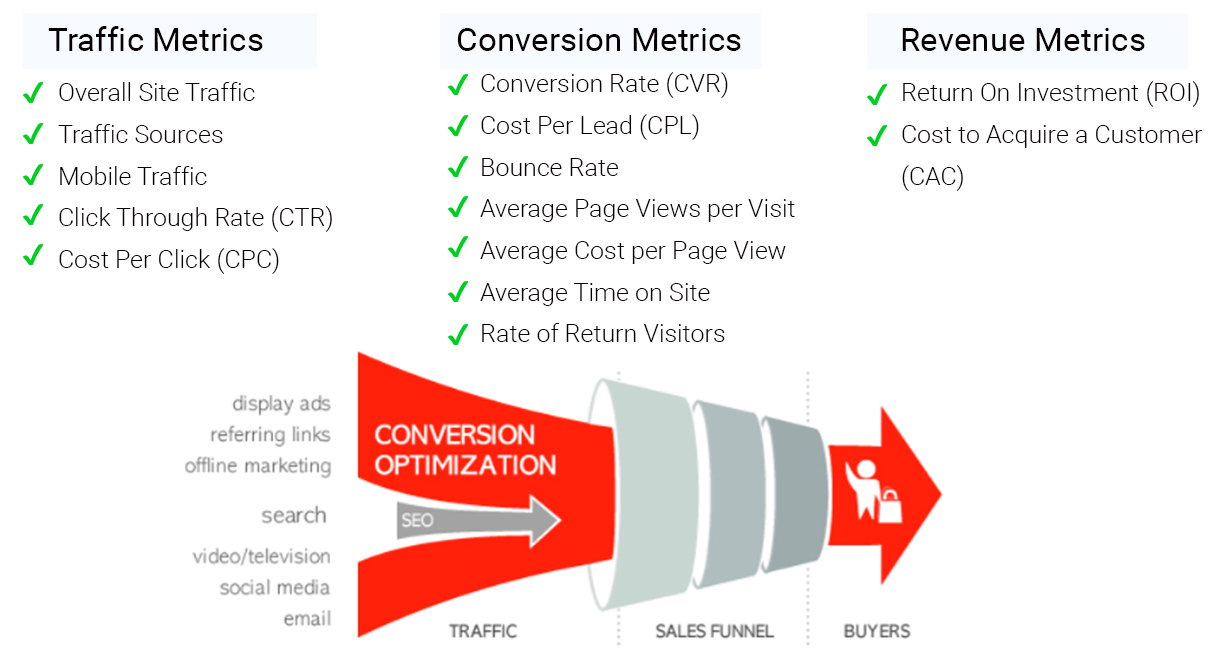 Traffic Metrics
Overall Site Traffic
Traffic Sources
Mobile Traffic
Click Through Rate (CTR)
Cost Per Click (CPC)
Conversion Metrics
Conversion Rate (CVR)
Cost Per Lead (CPL)
Bounce Rate
Average Page Views per Visit
Average Cost per Page View
Average Time on Site
Rate of Return Visitors
Revenue Metrics
Return On Investment (ROI)
Cost to Acquire a Customer
(CAC)
display ads
referring links
offline marketing
search
video/television
social media
email
CONVERSION
OPTIMIZATION
SEO
TRAFFIC
SALES FUNNEL
BUYERS